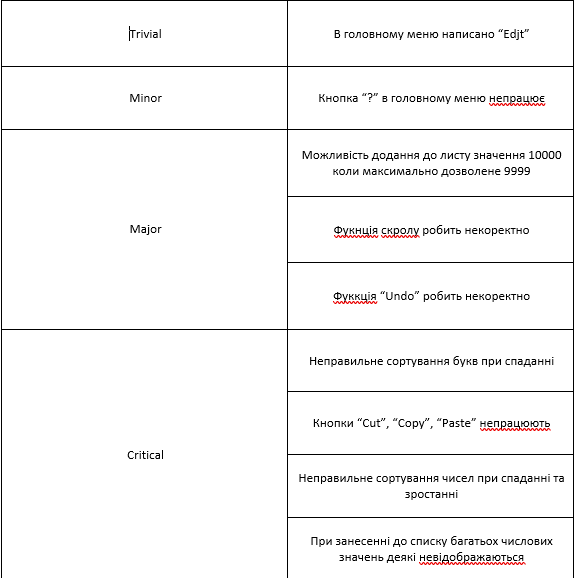 Trivial
В головному меню написано “Edjt”
Minor
Кнопка “?” в головному меню непрацює
Major
Можливість додання до листу значення 10000
коли максимально дозволене 9999
Фукнція скролу робить некоректно
Фуккція “Undo” робить некоректно
Critical
Неправильне сортування букв при спаданні
Кнопки “Cut”, “Copy”, “Paste” непрацюють
Неправильне сортування чисел при спаданні та
зростанні
При занесенні до списку багатьох числових
значень деякі невідображаються